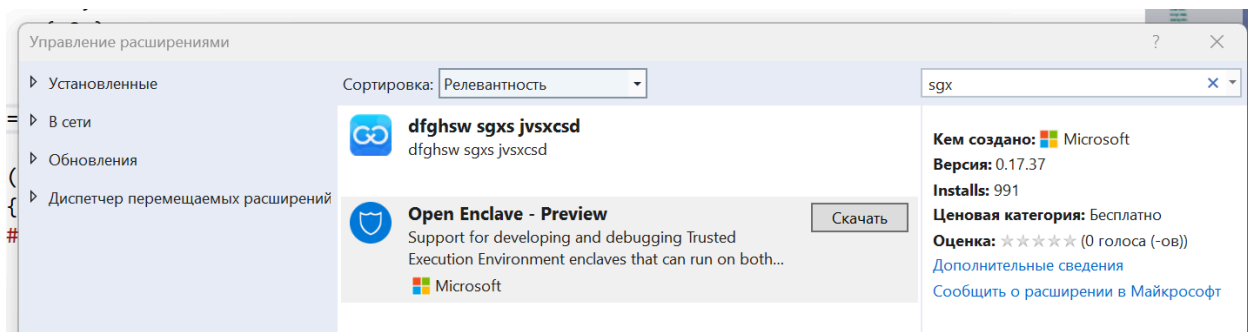 Управление расширениями
?
Установленные
В сети
Обновления
Диспетчер перемещаемых расширений
Сортировка: Релевантность
dfghsw sgxs jvsxcsd
dfghsw sgxs jvsxcsd
Open Enclave - Preview
Скачать
Support for developing and debugging Trusted
Execution Environment enclaves that can run on both...
Microsoft
sgx
Кем создано: Microsoft
Версия: 0.17.37
Installs: 991
Ценовая категория: Бесплатно
Оценка: (0 голоса (-ов))
Дополнительные сведения
Сообщить о расширении в Майкрософт
=
(
{
#